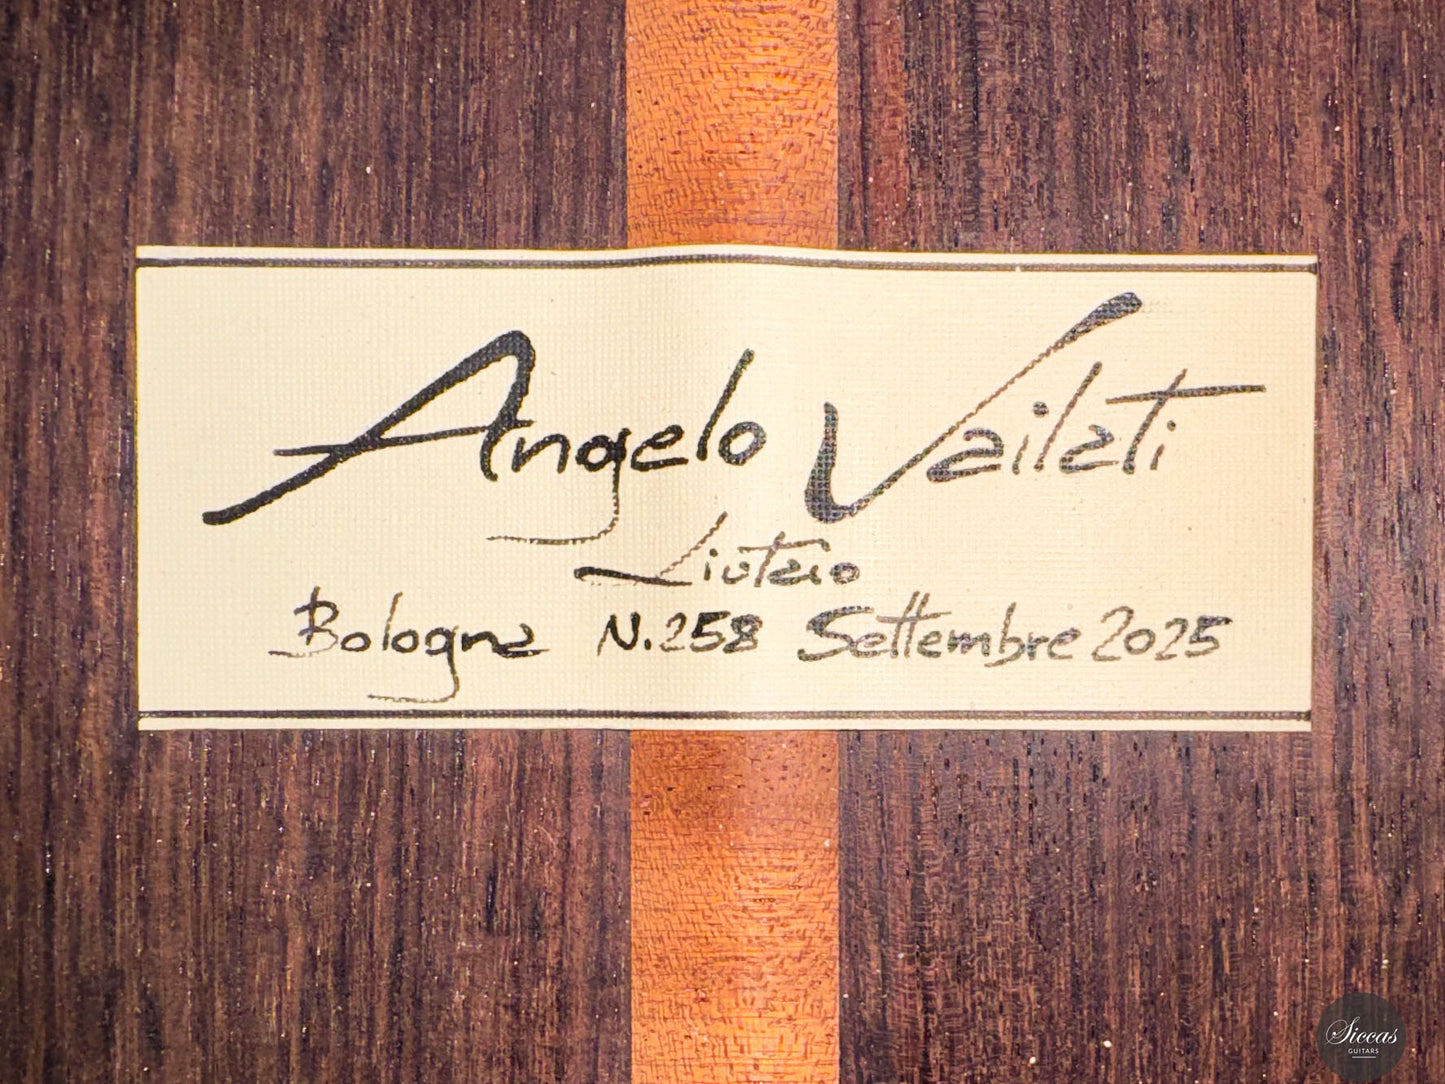 Angelo Vailati
Liutaio
Bologna N.258 Settembre 2025
Siccas
GUITARS